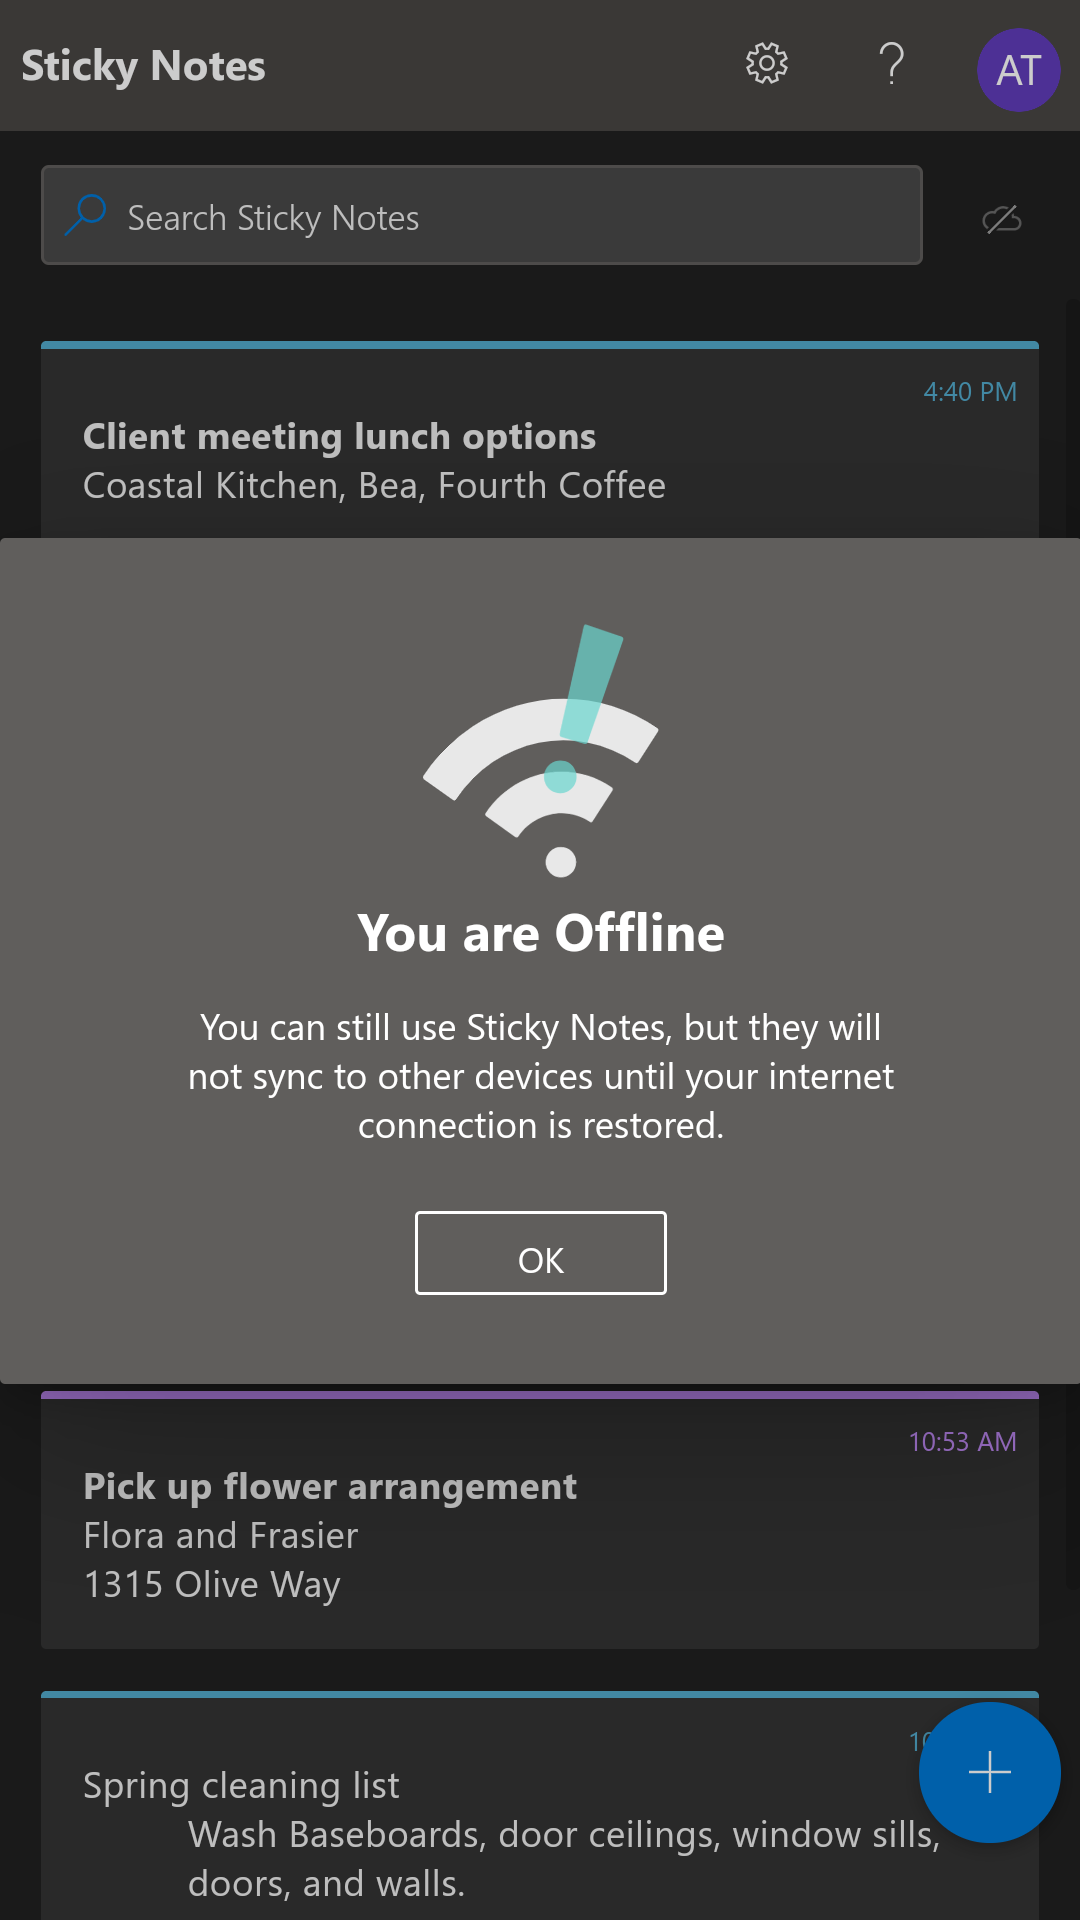 Sticky Notes
AT
Search Sticky Notes
4:40 PM
Client meeting lunch options
Coastal Kitchen, Bea, Fourth Coffee
You are Offline
You can still use Sticky Notes, but they will
not sync to other devices until your internet
connection is restored.
OK
10:53 AM
Pick up flower arrangement
Flora and Frasier
1315 Olive Way
Spring cleaning list
Wash Baseboards, door ceilings, window sills,
doors, and walls.